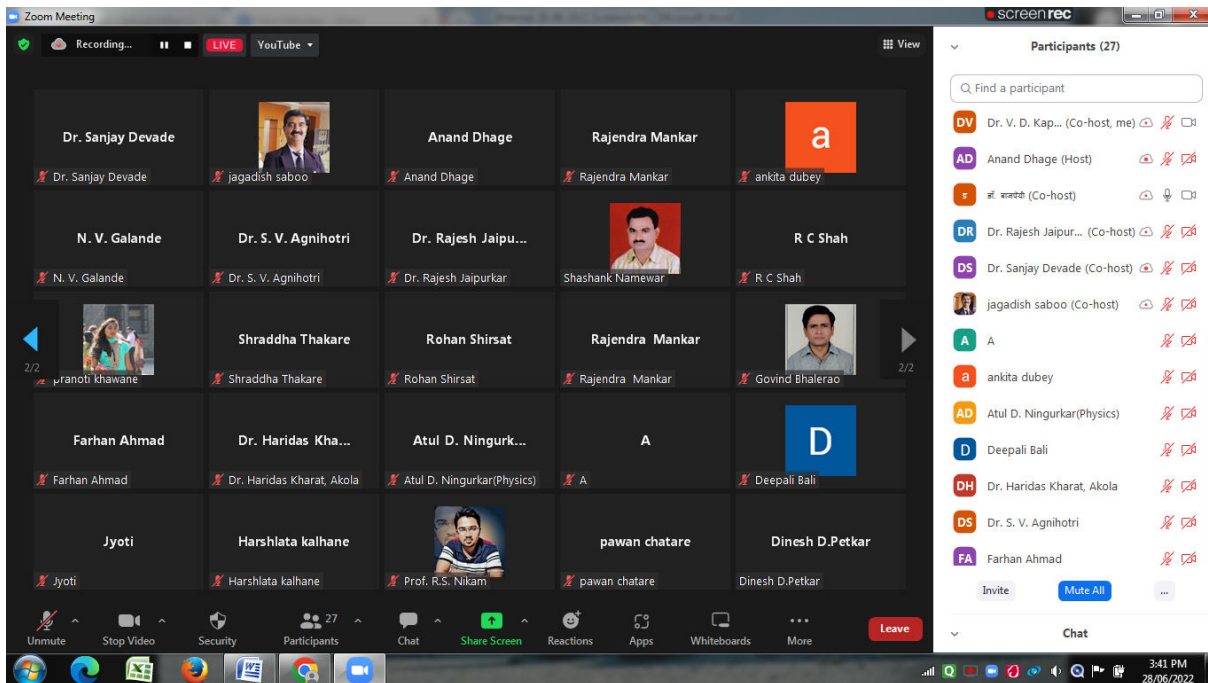 Zoom Meeting
screenrec
Recording...
LIVE
YouTube
View
Dr. Sanjay Devade
Anand Dhage
Rajendra Mankar
a
Dr. Sanjay Devade
jagadish saboo
Anand Dhage
Rajendra Mankar
ankita dubey
N. V. Galande
Dr. S. V. Agnihotri
Dr. Rajesh Jaipu...
R C Shah
N. V. Galande
Dr. S. V. Agnihotri
Dr. Rajesh Jaipurkar
Shashank Namewar
R C Shah
Shraddha Thakare
Rohan Shirsat
Rajendra Mankar
2/2
2/2
pranoti khawane
Shraddha Thakare
Rohan Shirsat
Rajendra Mankar
Govind Bhalerao
Farhan Ahmad
Dr. Haridas Kha...
Atul D. Ningurk...
A
D
Farhan Ahmad
Dr. Haridas Kharat, Akola
Atul D. Ningurkar(Physics)
A
Deepali Bali
Jyoti
Harshlata kalhane
pawan chatare
Dinesh D.Petkar
Jyoti
Harshlata kalhane
Prof. R.S. Nikam
pawan chatare
Dinesh D.Petkar
Unmute
Stop Video
Security
27
Participants
Chat
Share Screen
Reactions
Apps
Whiteboards
More
Leave
Participants (27)
Find a participant
DV Dr. V. D. Kap... (Co-host, me)
AD Anand Dhage (Host)
डॉ. बाजपेयी (Co-host)
DR Dr. Rajesh Jaipur... (Co-host)
DS Dr. Sanjay Devade (Co-host)
jagadish saboo (Co-host)
A A
a ankita dubey
AD Atul D. Ningurkar(Physics)
D Deepali Bali
DH Dr. Haridas Kharat, Akola
DS Dr. S. V. Agnihotri
FA Farhan Ahmad
Invite
Mute All
...
Chat
3:41 PM
28/06/2022